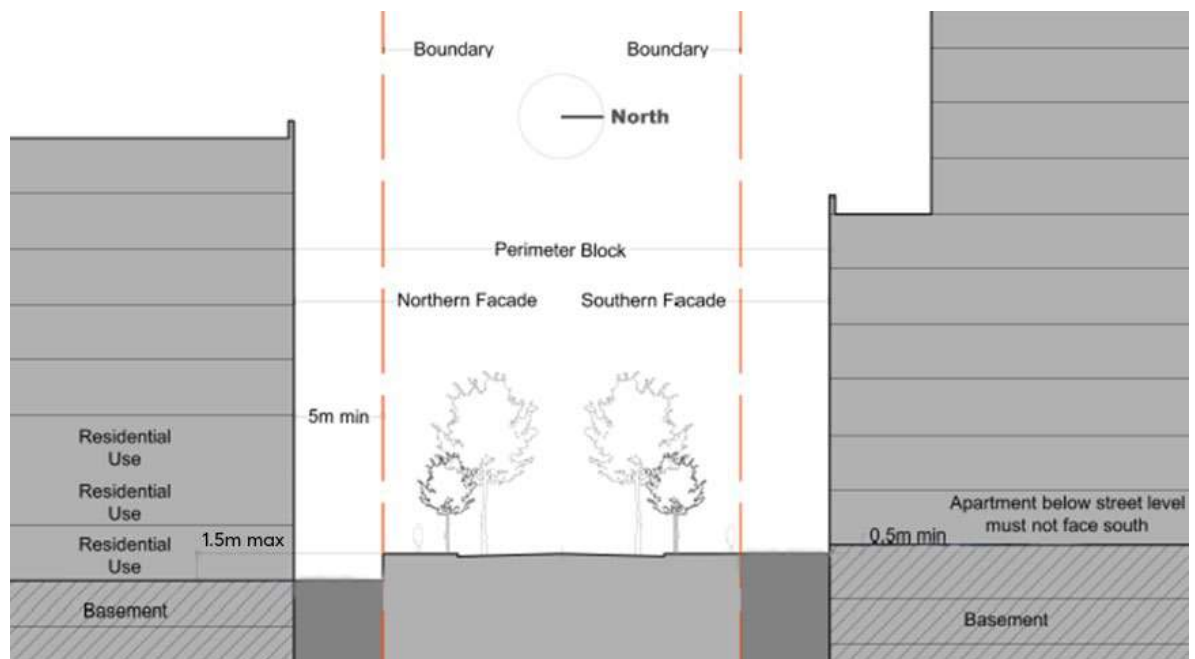 Boundary
Boundary
North
Perimeter Block
Northern Facade
Southern Facade
5m min
Residential
Use
Residential
Use
Residential
Use
1.5m max
Basement
Apartment below street level
must not face south
0.5m min
Basement